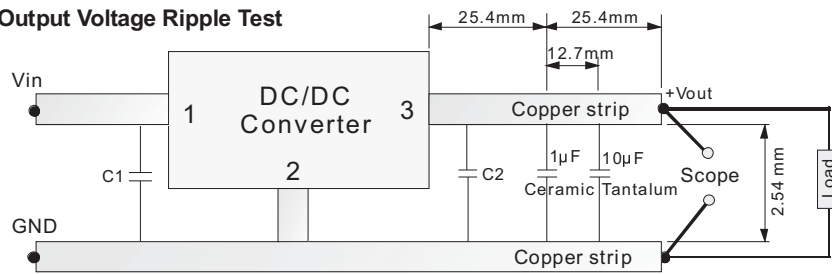 Output Voltage Ripple Test
25.4mm
25.4mm
12.7mm
Vin
DC/DC
Converter
1
3
2
Copper strip
+Vout
C1
C2
1µF
Ceramic
10µF
Tantalum
Scope
2.54 mm
Load
GND
Copper strip